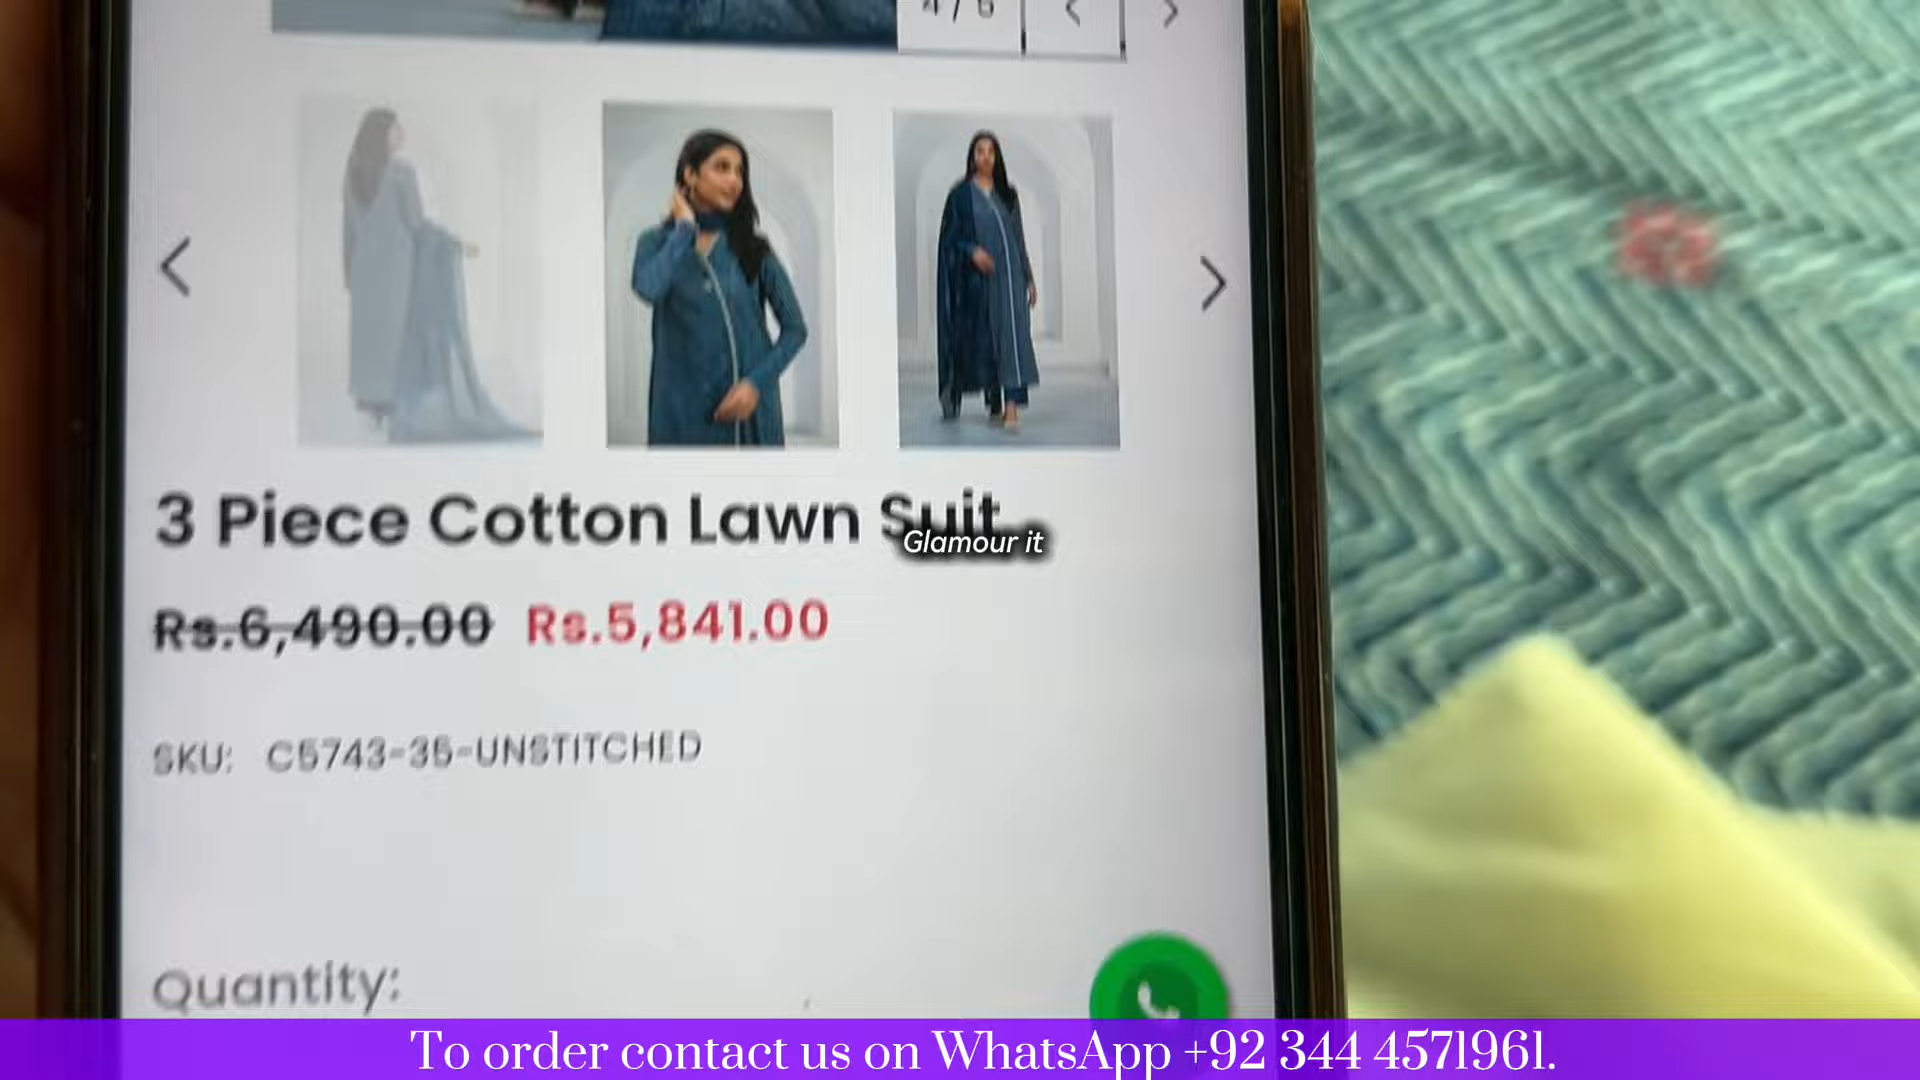 3 Piece Cotton Lawn Suit
Glamour it
Rs.6,490.00 Rs.5,841.00
SKU: C5743-35-UNSTITCHED
Quantity:
To order contact us on WhatsApp +92 344 4571961.